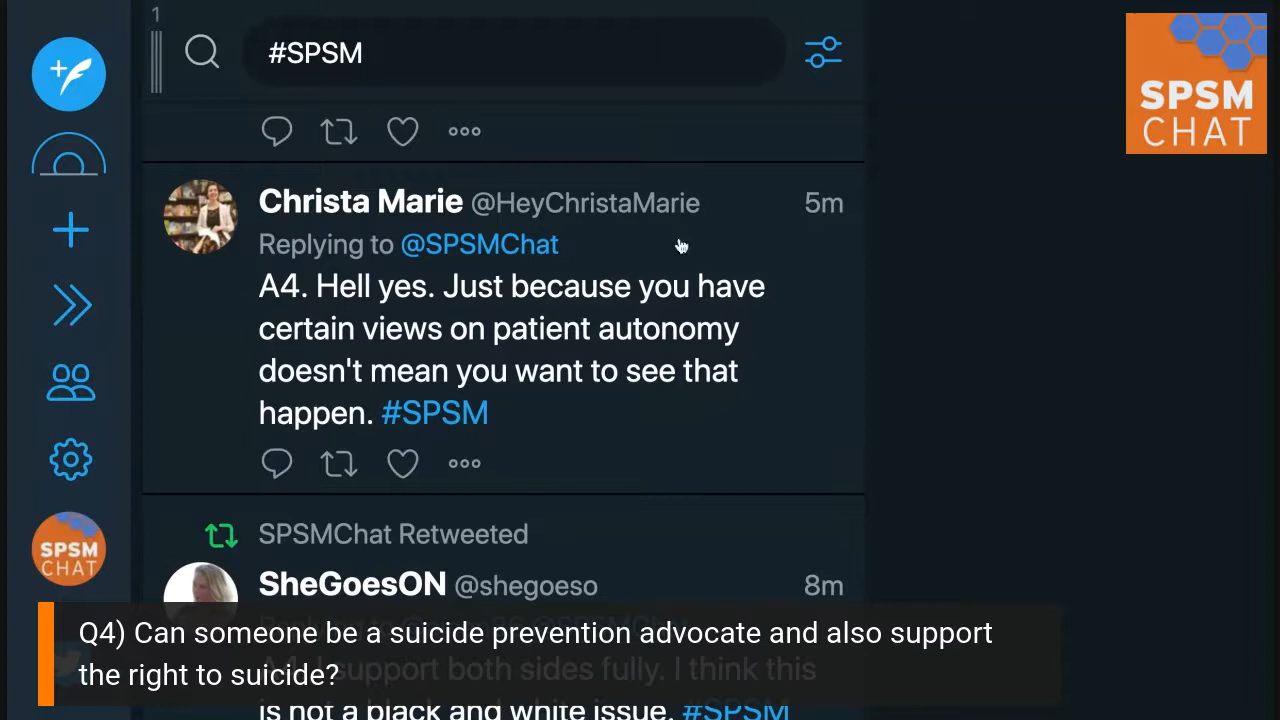 1
#SPSM
SPSM
CHAT
Christa Marie @HeyChristaMarie 5m
Replying to @SPSMChat
A4. Hell yes. Just because you have
certain views on patient autonomy
doesn't mean you want to see that
happen. #SPSM
SPSMChat Retweeted
SheGoesON @shegoeso 8m
SPSM
CHAT
Q4) Can someone be a suicide prevention advocate and also support
the right to suicide?
support both sides fully. I think this
is not a black and white issue. #SPSM